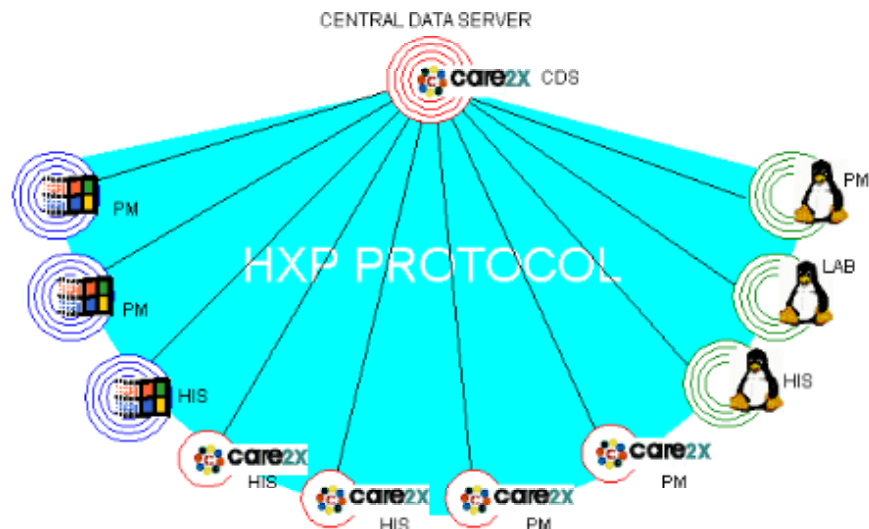 CENTRAL DATA SERVER
care2x CDS
PM
PM
PM
LAB
HXP PROTOCOL
HIS
HIS
care2x
HIS
care2x
PM
care2x
HIS
care2x
PM